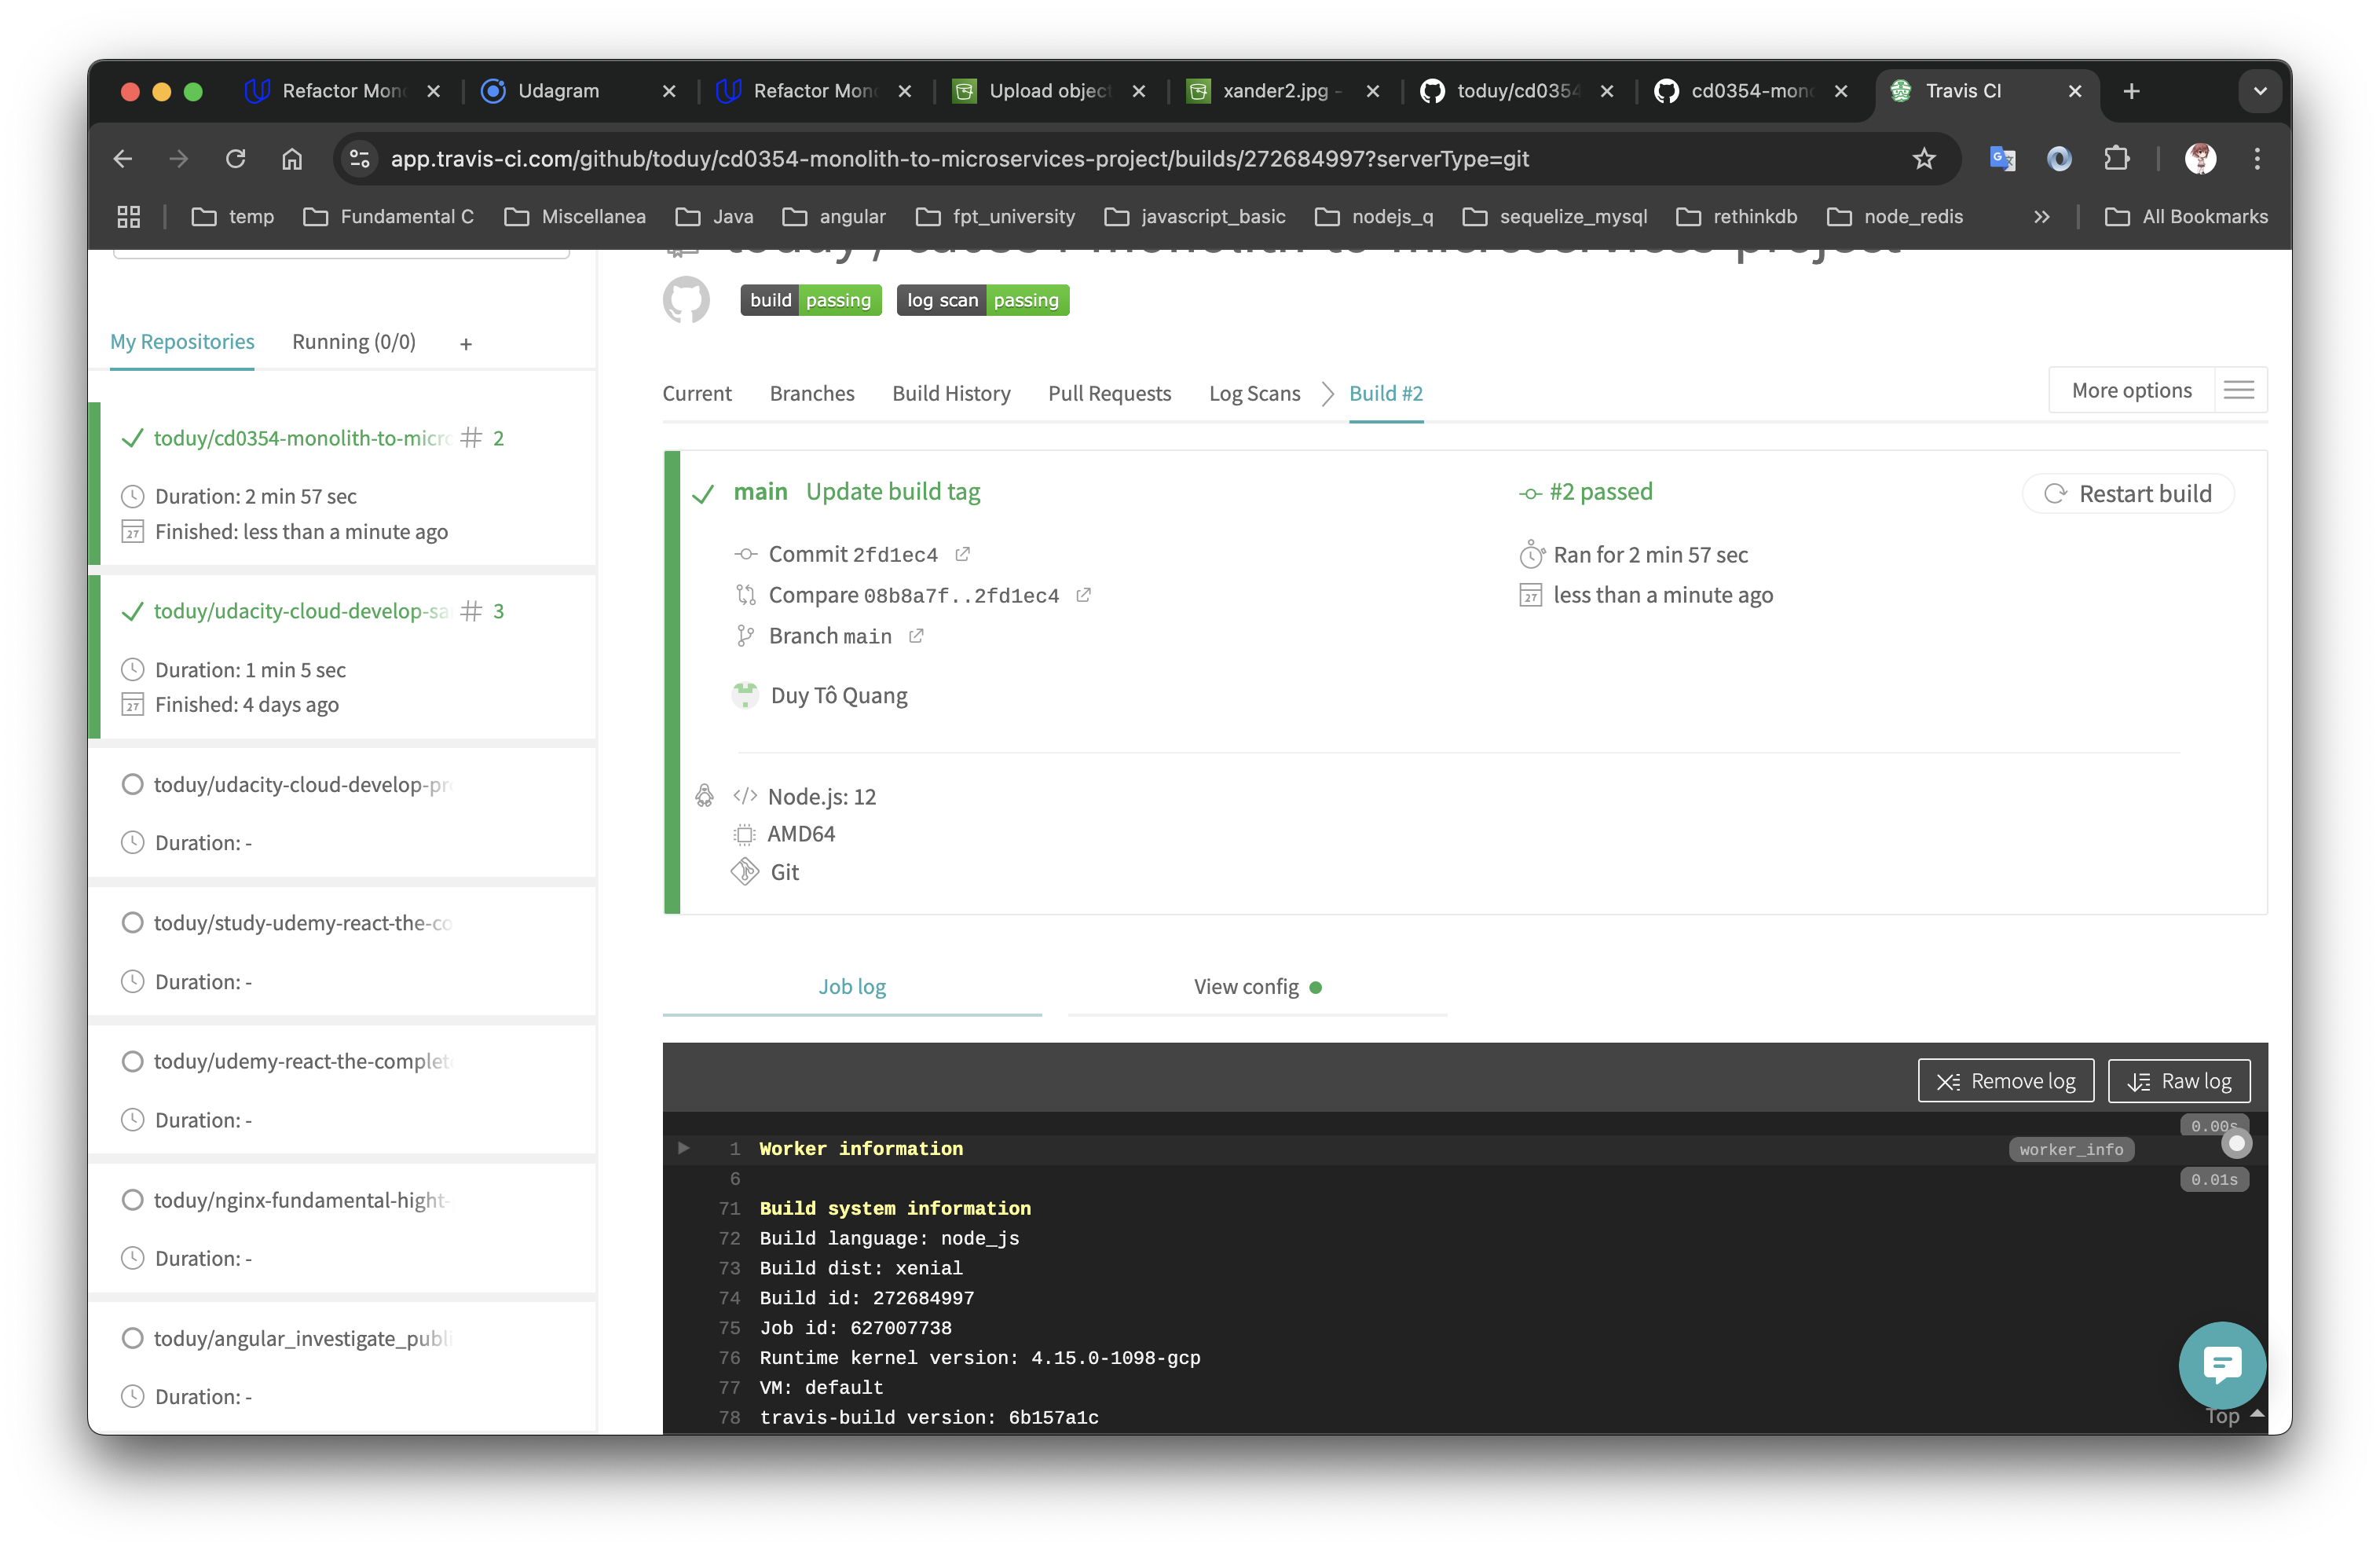 Refactor Mon
Udagram
Refactor Mon
Upload object
xander2.jpg -
toduy/cd0354
cd0354-mono
Travis CI
app.travis-ci.com/github/toduy/cd0354-monolith-to-microservices-project/builds/272684997?serverType=git
temp
Fundamental C
Miscellanea
Java
angular
fpt_university
javascript_basic
nodejs_q
sequelize_mysql
rethinkdb
node_redis
»
All Bookmarks
toduy / cd0354-monolith-to-microservices-project
build passing
log scan passing
My Repositories
Running (0/0)
+
Current
Branches
Build History
Pull Requests
Log Scans
Build #2
More options
toduy/cd0354-monolith-to-micro
# 2
Duration: 2 min 57 sec
Finished: less than a minute ago
toduy/udacity-cloud-develop-sa
# 3
Duration: 1 min 5 sec
Finished: 4 days ago
toduy/udacity-cloud-develop-pr
Duration: -
toduy/study-udemy-react-the-co
Duration: -
toduy/udemy-react-the-complet
Duration: -
toduy/nginx-fundamental-hight-
Duration: -
toduy/angular_investigate_publi
Duration: -
main Update build tag
#2 passed
Restart build
Commit 2fd1ec4
Ran for 2 min 57 sec
Compare 08b8a7f..2fd1ec4
27 less than a minute ago
Branch main
Duy Tô Quang
</> Node.js: 12
AMD64
Git
Job log
View config
Remove log
Raw log
0.00s
1 Worker information
worker_info
6
0.01s
71 Build system information
72 Build language: node_js
73 Build dist: xenial
74 Build id: 272684997
75 Job id: 627007738
76 Runtime kernel version: 4.15.0-1098-gcp
77 VM: default
78 travis-build version: 6b157a1c
Top